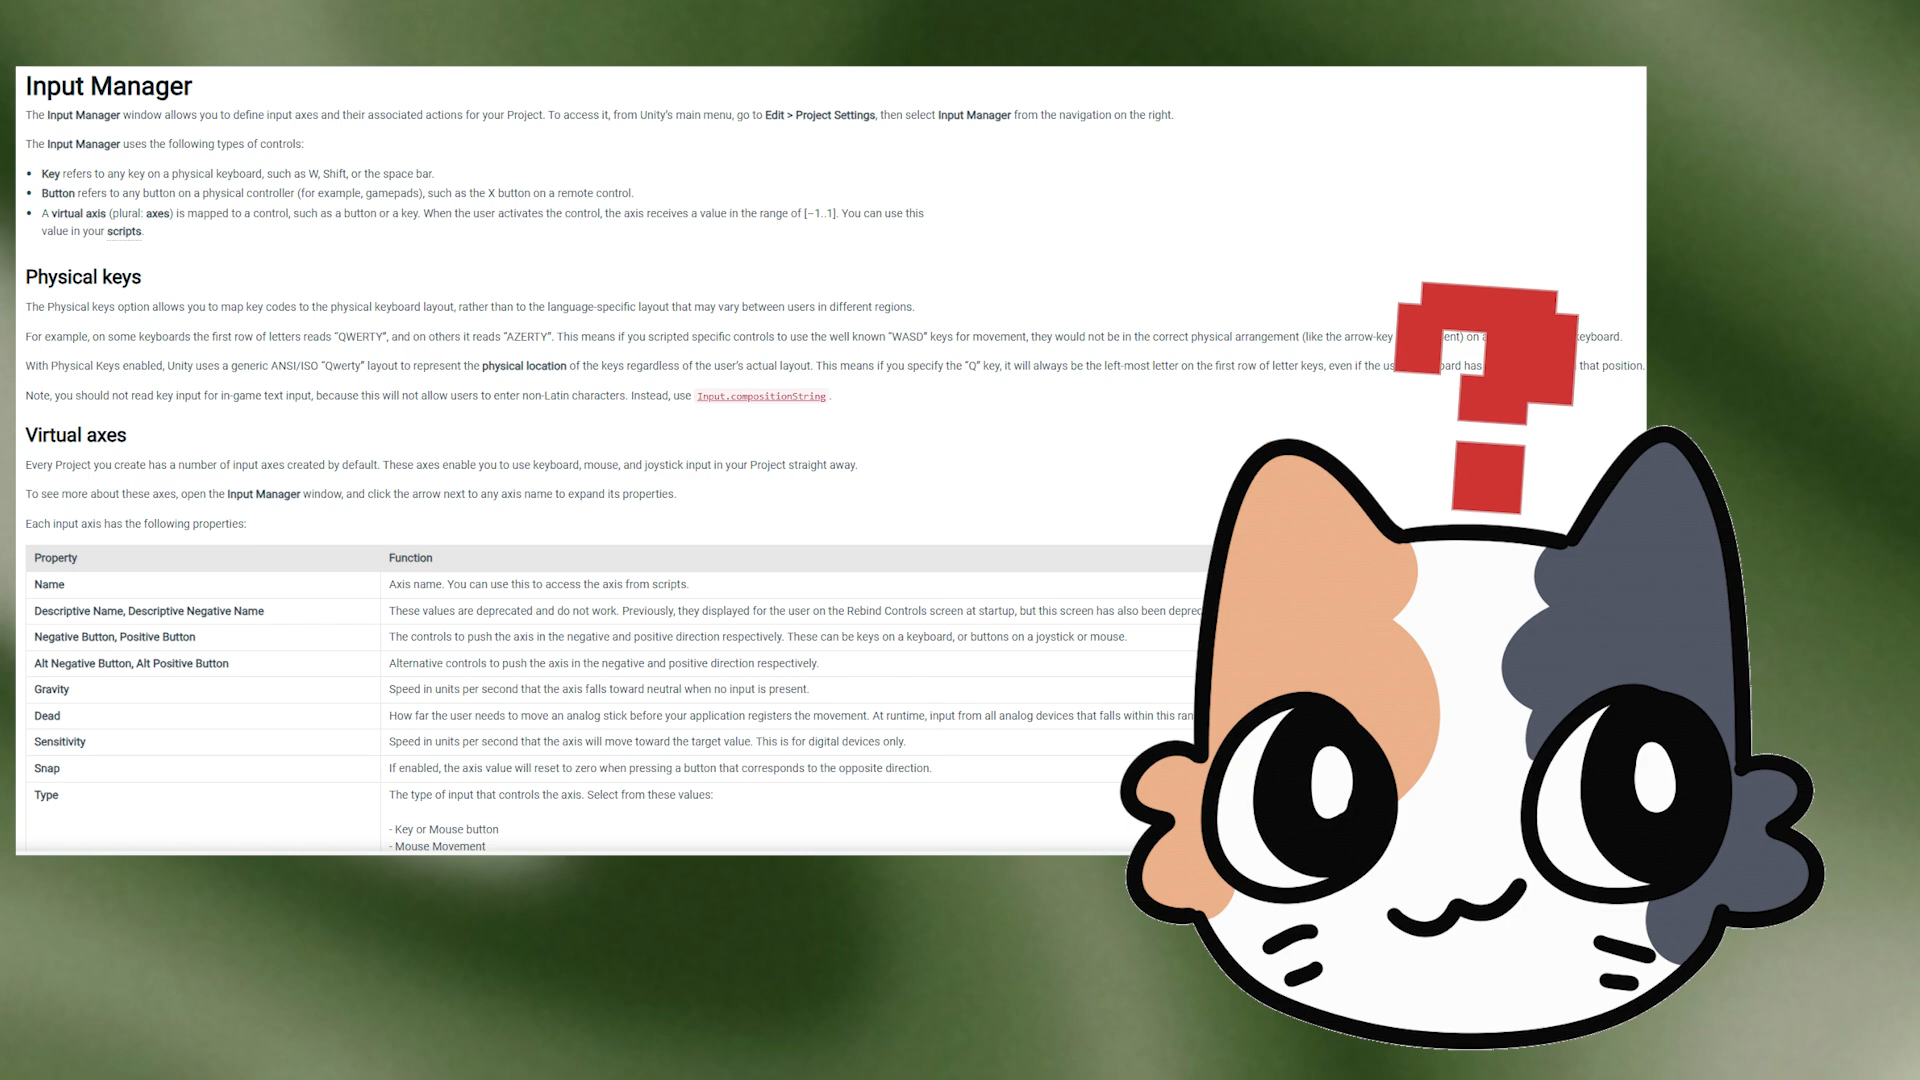 Input Manager
The Input Manager window allows you to define input axes and their associated actions for your Project. To access it, from Unity's main menu, go to Edit > Project Settings, then select Input Manager from the navigation on the right.
The Input Manager uses the following types of controls:
• Key refers to any key on a physical keyboard, such as W, Shift, or the space bar.
• Button refers to any button on a physical controller (for example, gamepads), such as the X button on a remote control.
• A virtual axis (plural: axes) is mapped to a control, such as a button or a key. When the user activates the control, the axis receives a value in the range of [–1..1]. You can use this
value in your scripts.
Physical keys
The Physical keys option allows you to map key codes to the physical keyboard layout, rather than to the language-specific layout that may vary between users in different regions.
For example, on some keyboards the first row of letters reads “QWERTY”, and on others it reads “AZERTY”. This means if you scripted specific controls to use the well known “WASD” keys for movement, they would not be in the correct physical arrangement (like the arrow-key on
With Physical Keys enabled, Unity uses a generic ANSI/ISO “Qwerty” layout to represent the physical location of the keys regardless of the user's actual layout. This means if you specify the “Q” key, it will always be the left-most letter on the first row of letter keys, even if the has that position.
Note, you should not read key input for in-game text input, because this will not allow users to enter non-Latin characters. Instead, use Input.compositionString.
Virtual axes
Every Project you create has a number of input axes created by default. These axes enable you to use keyboard, mouse, and joystick input in your Project straight away.
To see more about these axes, open the Input Manager window, and click the arrow next to any axis name to expand its properties.
Each input axis has the following properties:
Property Function
Name Axis name. You can use this to access the axis from scripts.
Descriptive Name, Descriptive Negative Name These values are deprecated and do not work. Previously, they displayed for the user on the Rebind Controls screen at startup, but this screen has also been
Negative Button, Positive Button The controls to push the axis in the negative and positive direction respectively. These can be keys on a keyboard, or buttons on a joystick or mouse.
Alt Negative Button, Alt Positive Button Alternative controls to push the axis in the negative and positive direction respectively.
Gravity Speed in units per second that the axis falls toward neutral when no input is present.
Dead How far the user needs to move an analog stick before your application registers the movement. At runtime, input from all analog devices that falls within this
Sensitivity Speed in units per second that the axis will move toward the target value. This is for digital devices only.
Snap If enabled, the axis value will reset to zero when pressing a button that corresponds to the opposite direction.
Type The type of input that controls the axis. Select from these values:
- Key or Mouse button
- Mouse Movement
?